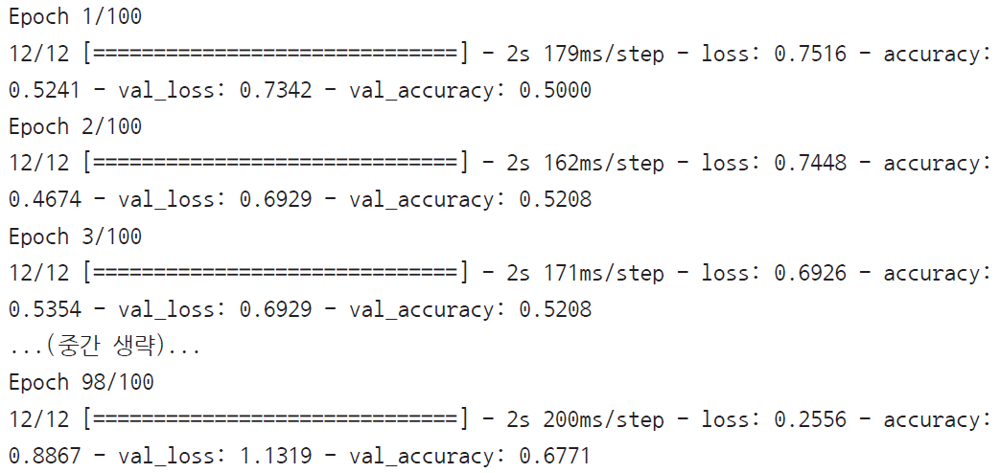 Epoch 1/100
12/12 [==============================] - 2s 179ms/step - loss: 0.7516 - accuracy:
0.5241 - val_loss: 0.7342 - val_accuracy: 0.5000
Epoch 2/100
12/12 [==============================] - 2s 162ms/step - loss: 0.7448 - accuracy:
0.4674 - val_loss: 0.6929 - val_accuracy: 0.5208
Epoch 3/100
12/12 [==============================] - 2s 171ms/step - loss: 0.6926 - accuracy:
0.5354 - val_loss: 0.6929 - val_accuracy: 0.5208
...(중간 생략)...
Epoch 98/100
12/12 [==============================] - 2s 200ms/step - loss: 0.2556 - accuracy:
0.8867 - val_loss: 1.1319 - val_accuracy: 0.6771